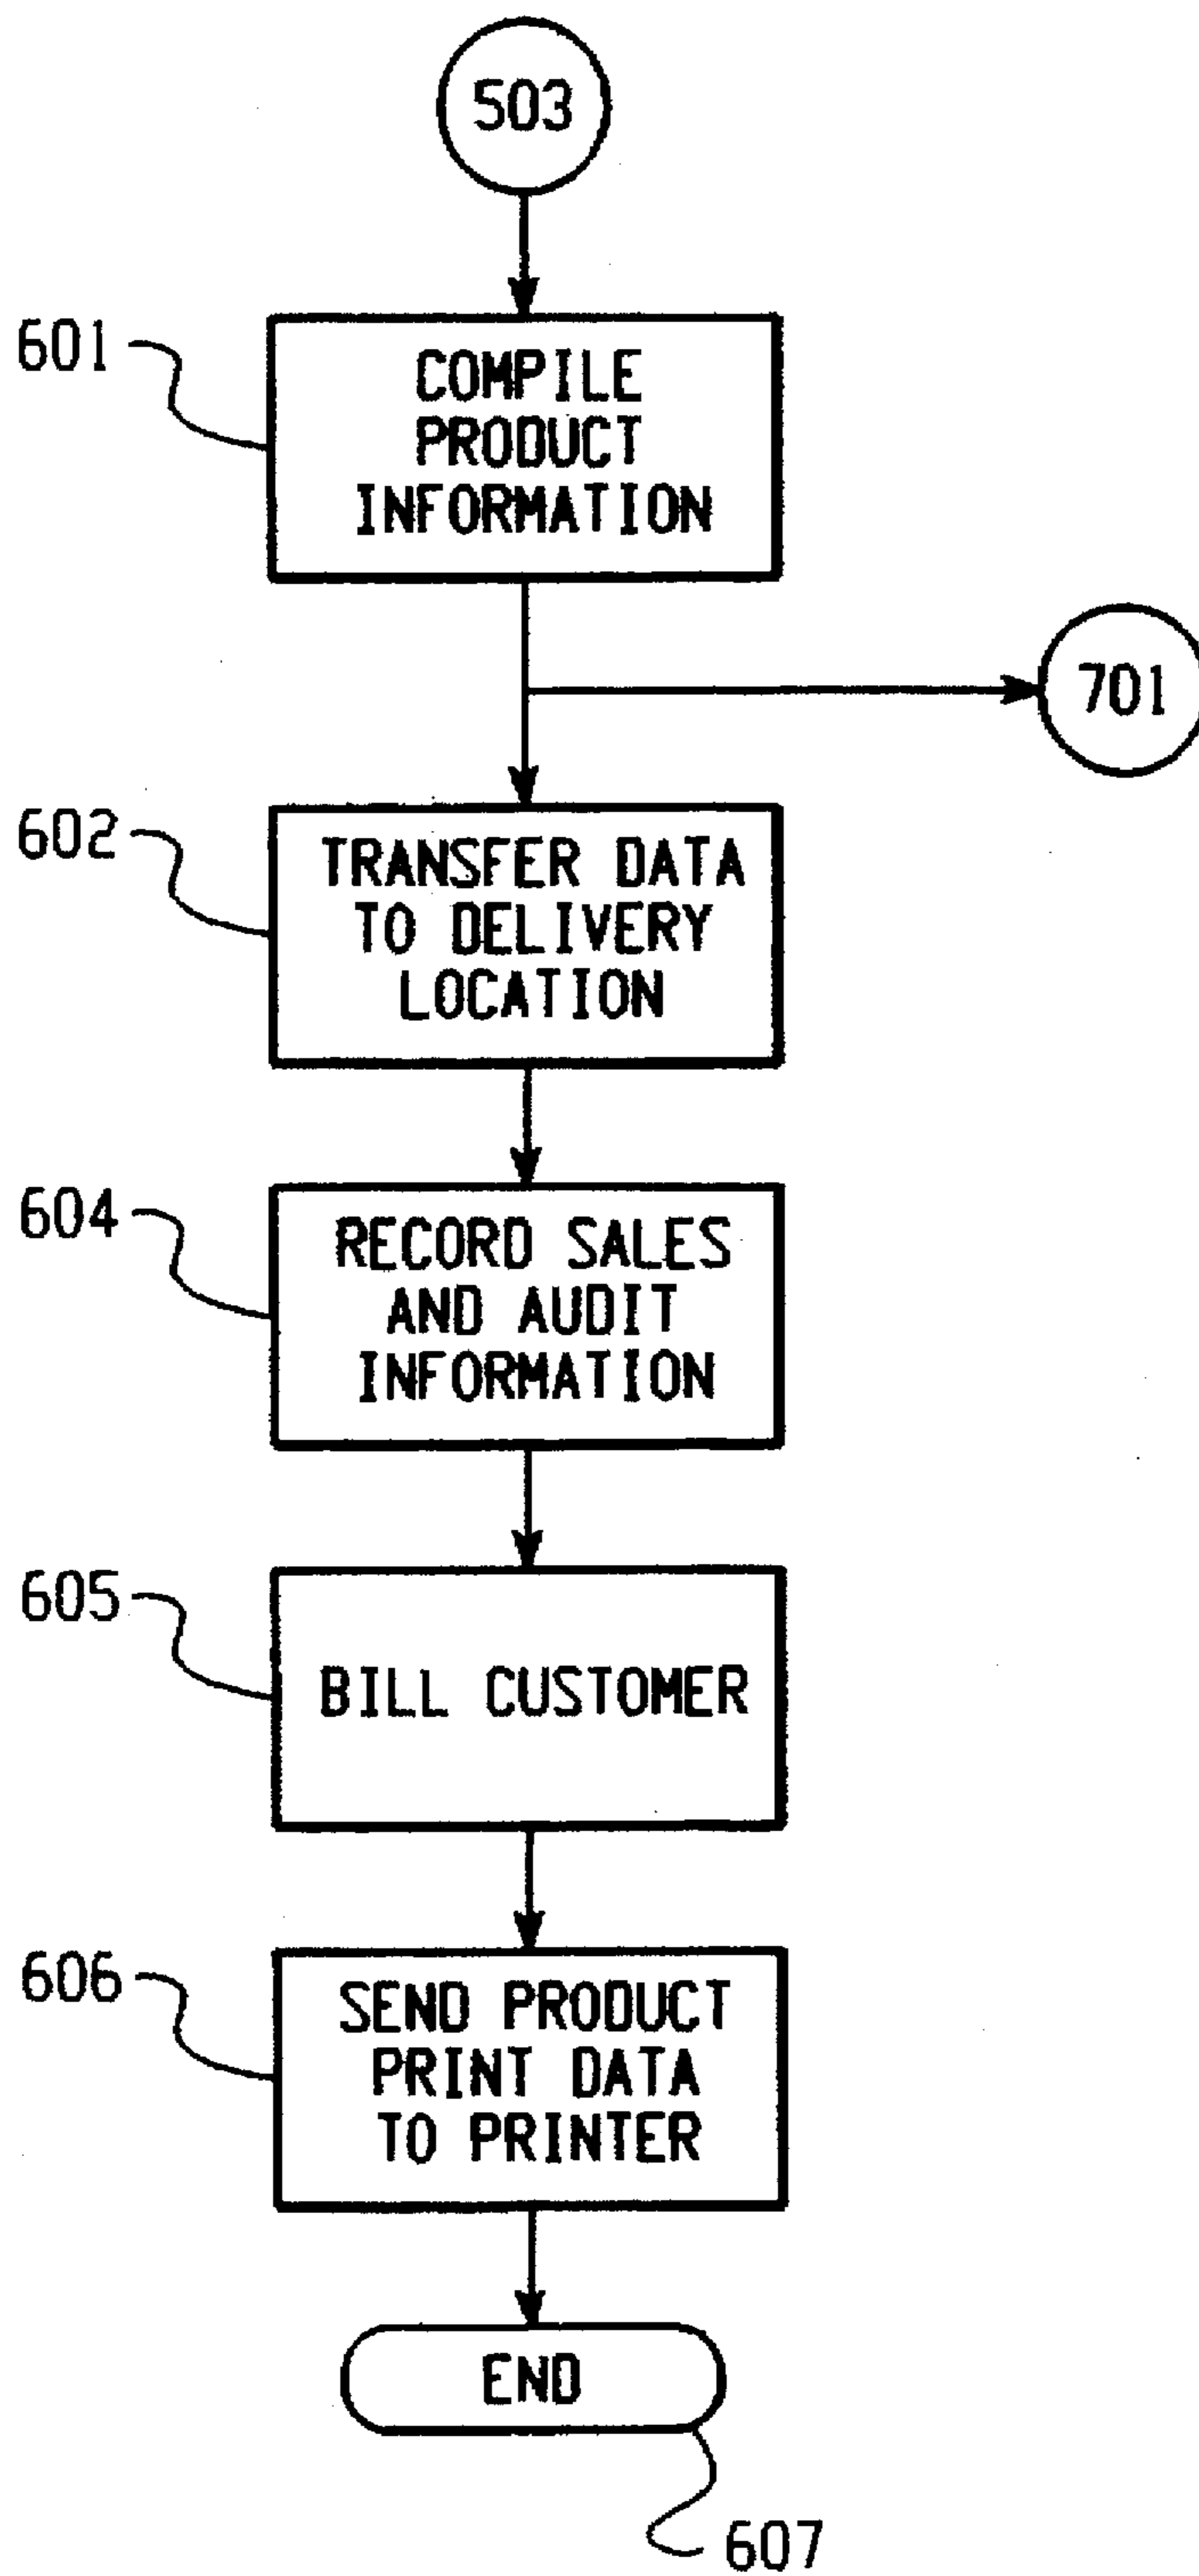 503
601
COMPILE
PRODUCT
INFORMATION
701
602
TRANSFER DATA
TO DELIVERY
LOCATION
604
RECORD SALES
AND AUDIT
INFORMATION
605
BILL CUSTOMER
606
SEND PRODUCT
PRINT DATA
TO PRINTER
END
607